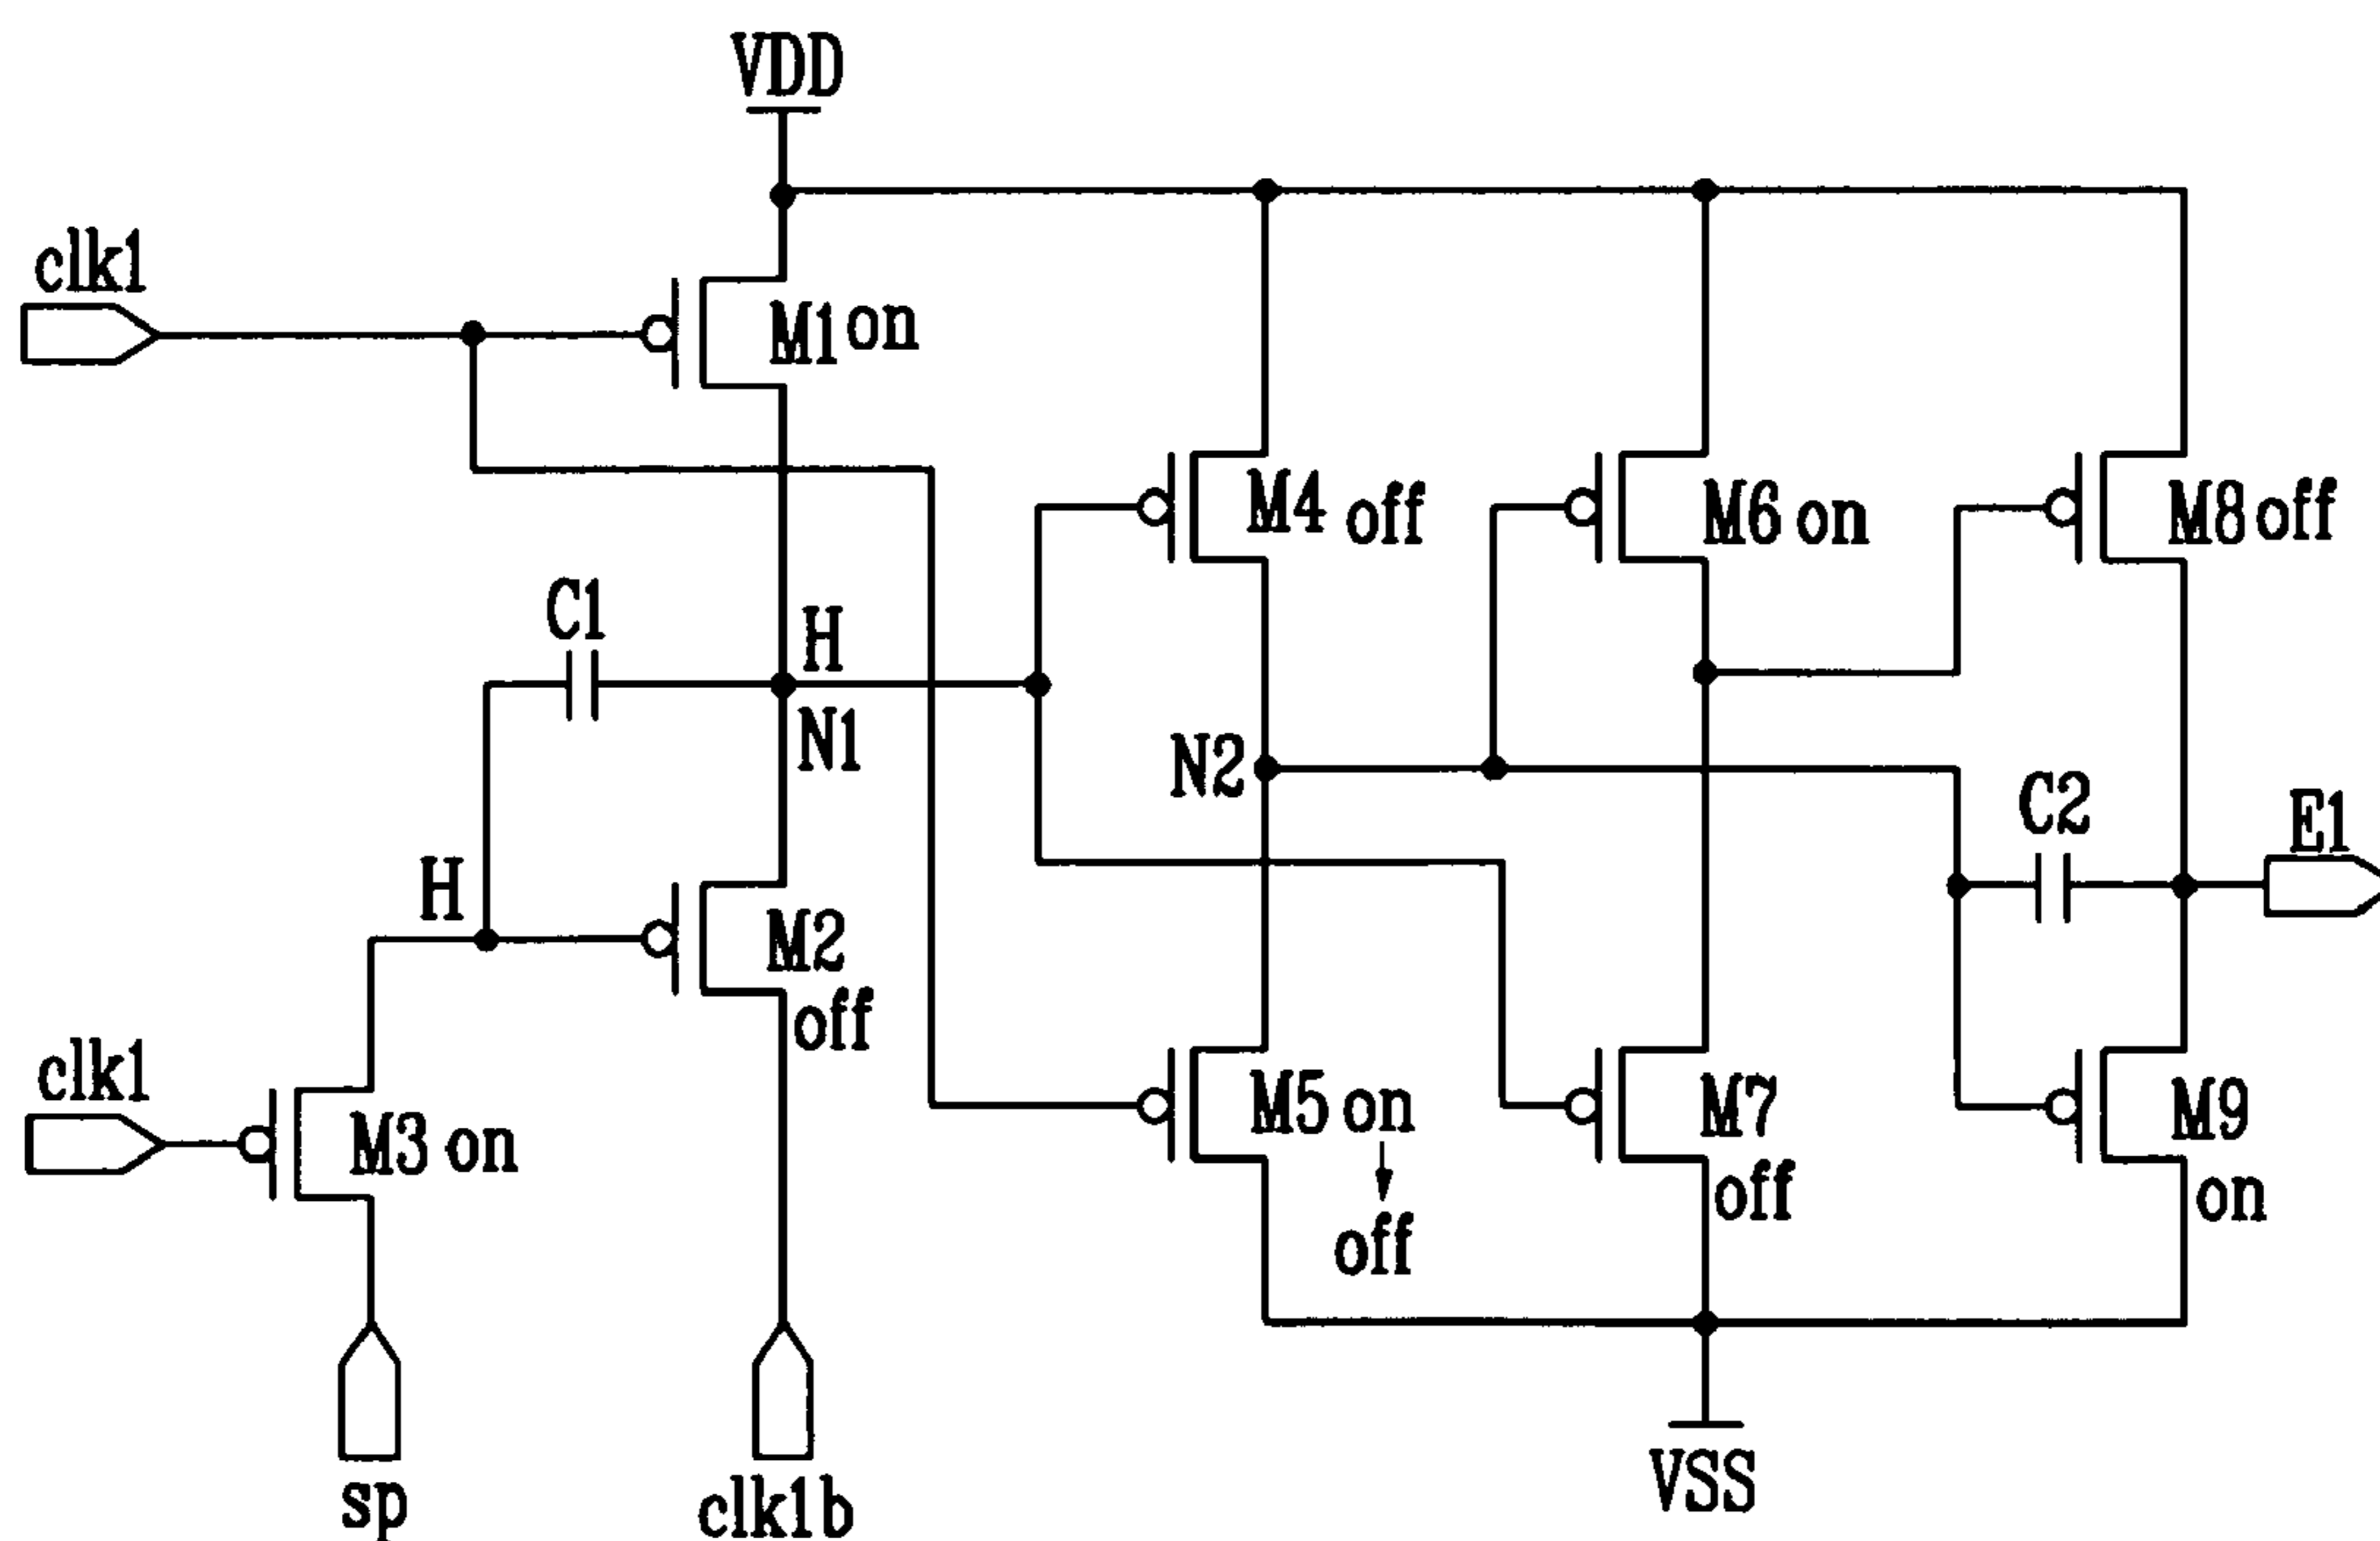 VDD
clk1
M1 on
M4 off
M6 on
M8 off
C1
H
N1
N2
C2
E1
H
M2
off
clk1
M3 on
M5 on
off
M7
off
M9
on
sp
clk1b
VSS